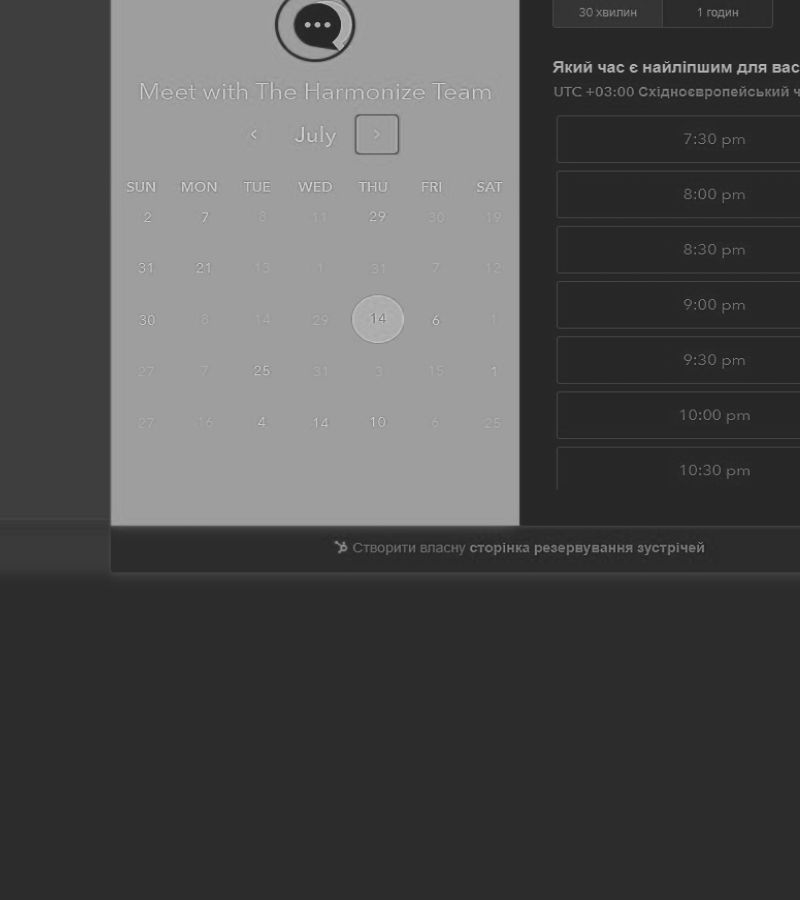 Meet with The Harmonize Team
July
SUN MON TUE WED THU FRI SAT
2 7 8 11 29 30 19
31 21 13 1 31 7 12
30 8 14 29 14 6 1
27 7 25 31 3 15 1
27 16 4 14 10 6 25
30 хвилин 1 годин
Який час є найліпшим для вас
UTC +03:00 Східноєвропейський ч
7:30 pm
8:00 pm
8:30 pm
9:00 pm
9:30 pm
10:00 pm
10:30 pm
Створити власну сторінка резервування зустрічей